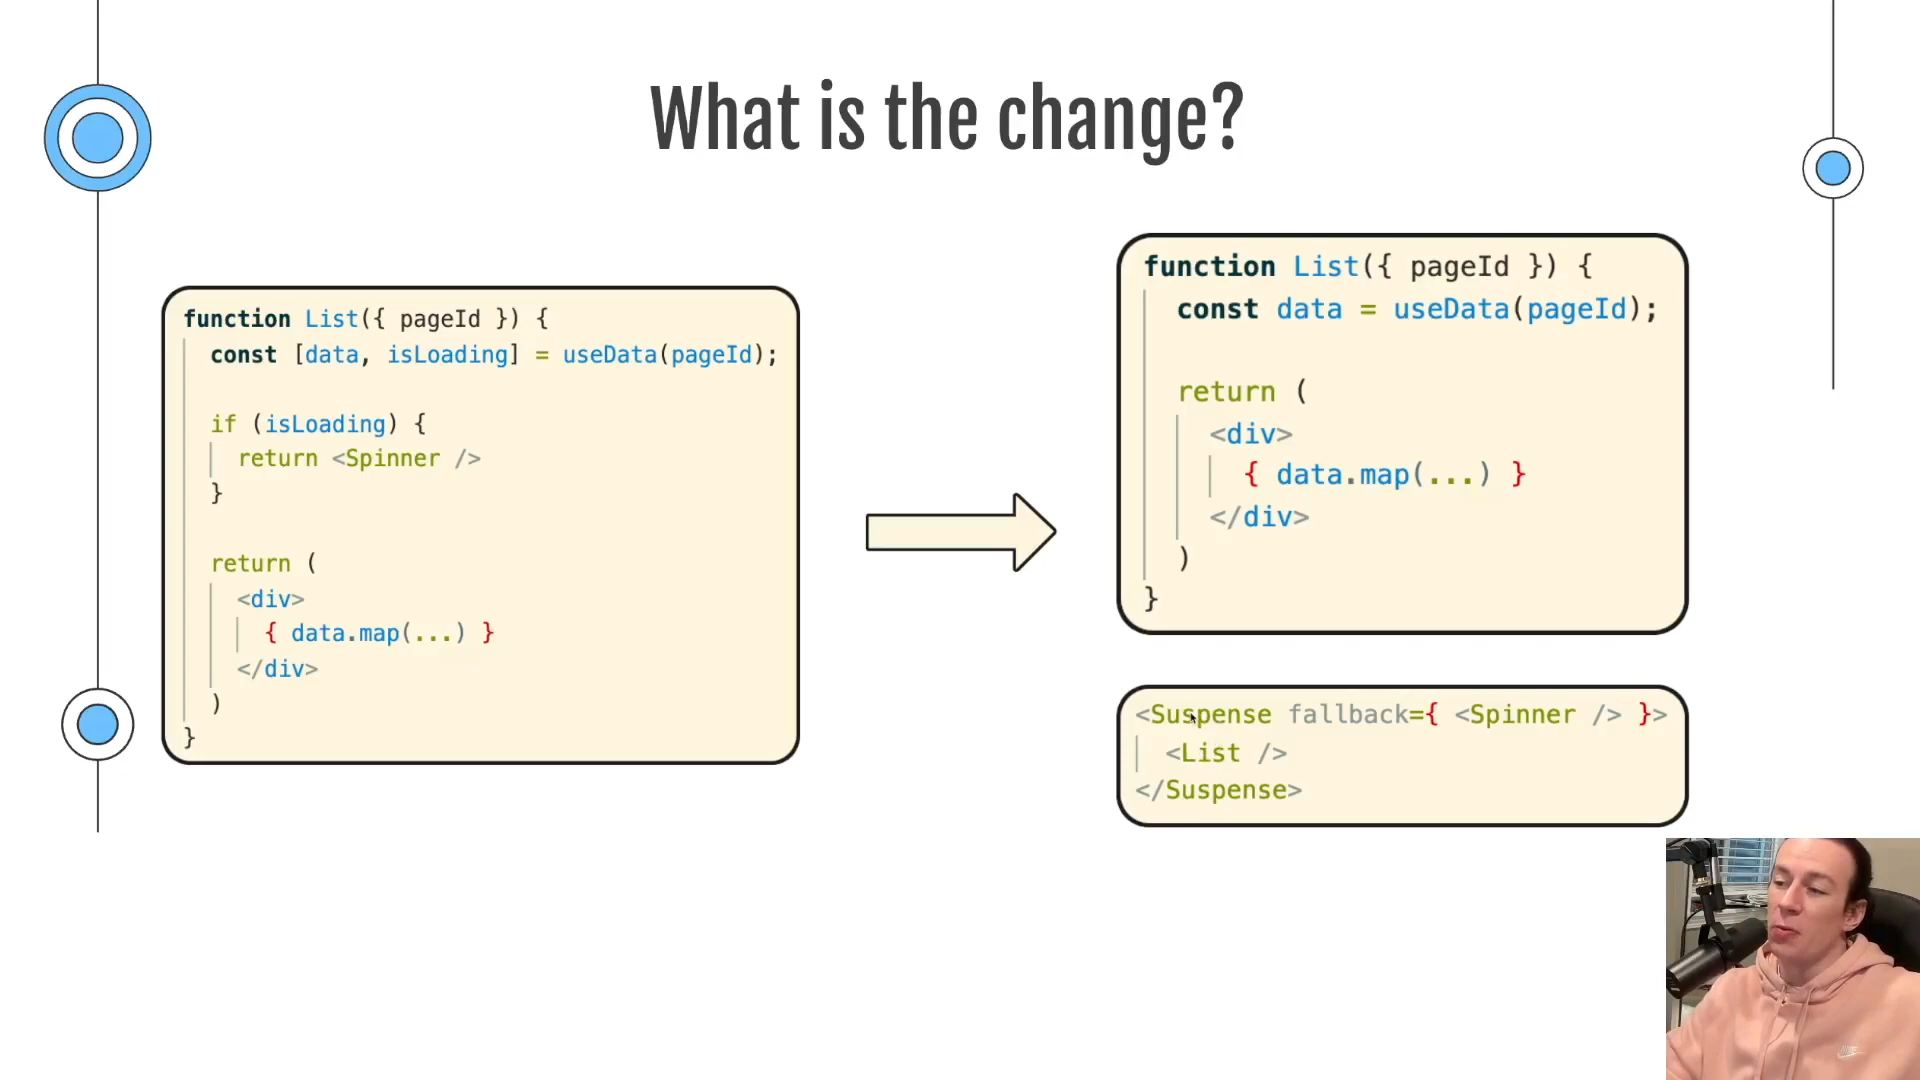 What is the change?
function List({ pageId }) {
const [data, isLoading] = useData(pageId);
if (isLoading) {
return <Spinner />
}
return (
<div>
{ data.map(...) }
</div>
)
}
function List({ pageId }) {
const data = useData(pageId);
return (
<div>
{ data.map(...) }
</div>
)
}
<Suspense fallback={ <Spinner /> }>
<List />
</Suspense>